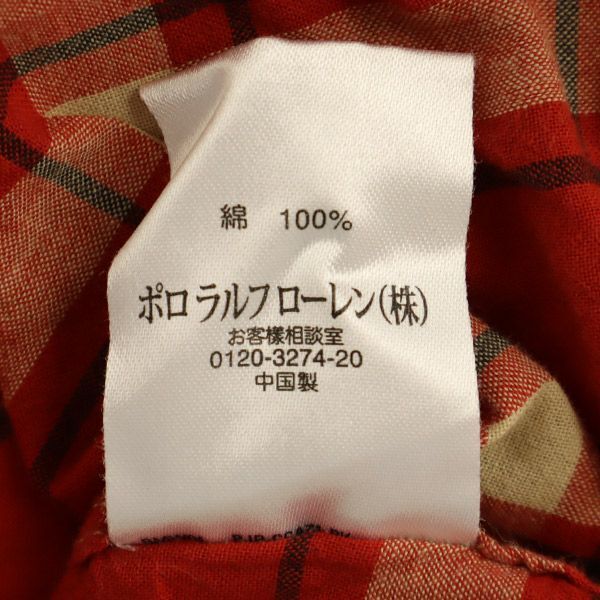 綿 100%
ポロ ラルフ ローレン(株)
お客樣相談室
0120-3274-20
中国製